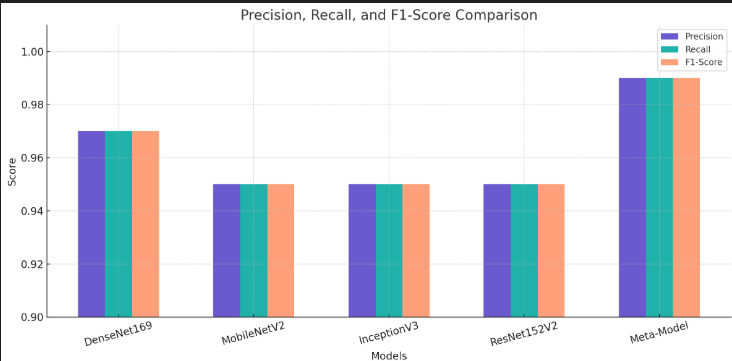 Precision, Recall, and F1-Score Comparison
Precision
Recall
F1-Score
1.00
0.98
0.96
0.94
0.92
0.90
Score
DenseNet169
MobileNetV2
InceptionV3
ResNet152V2
Meta-Model
Models